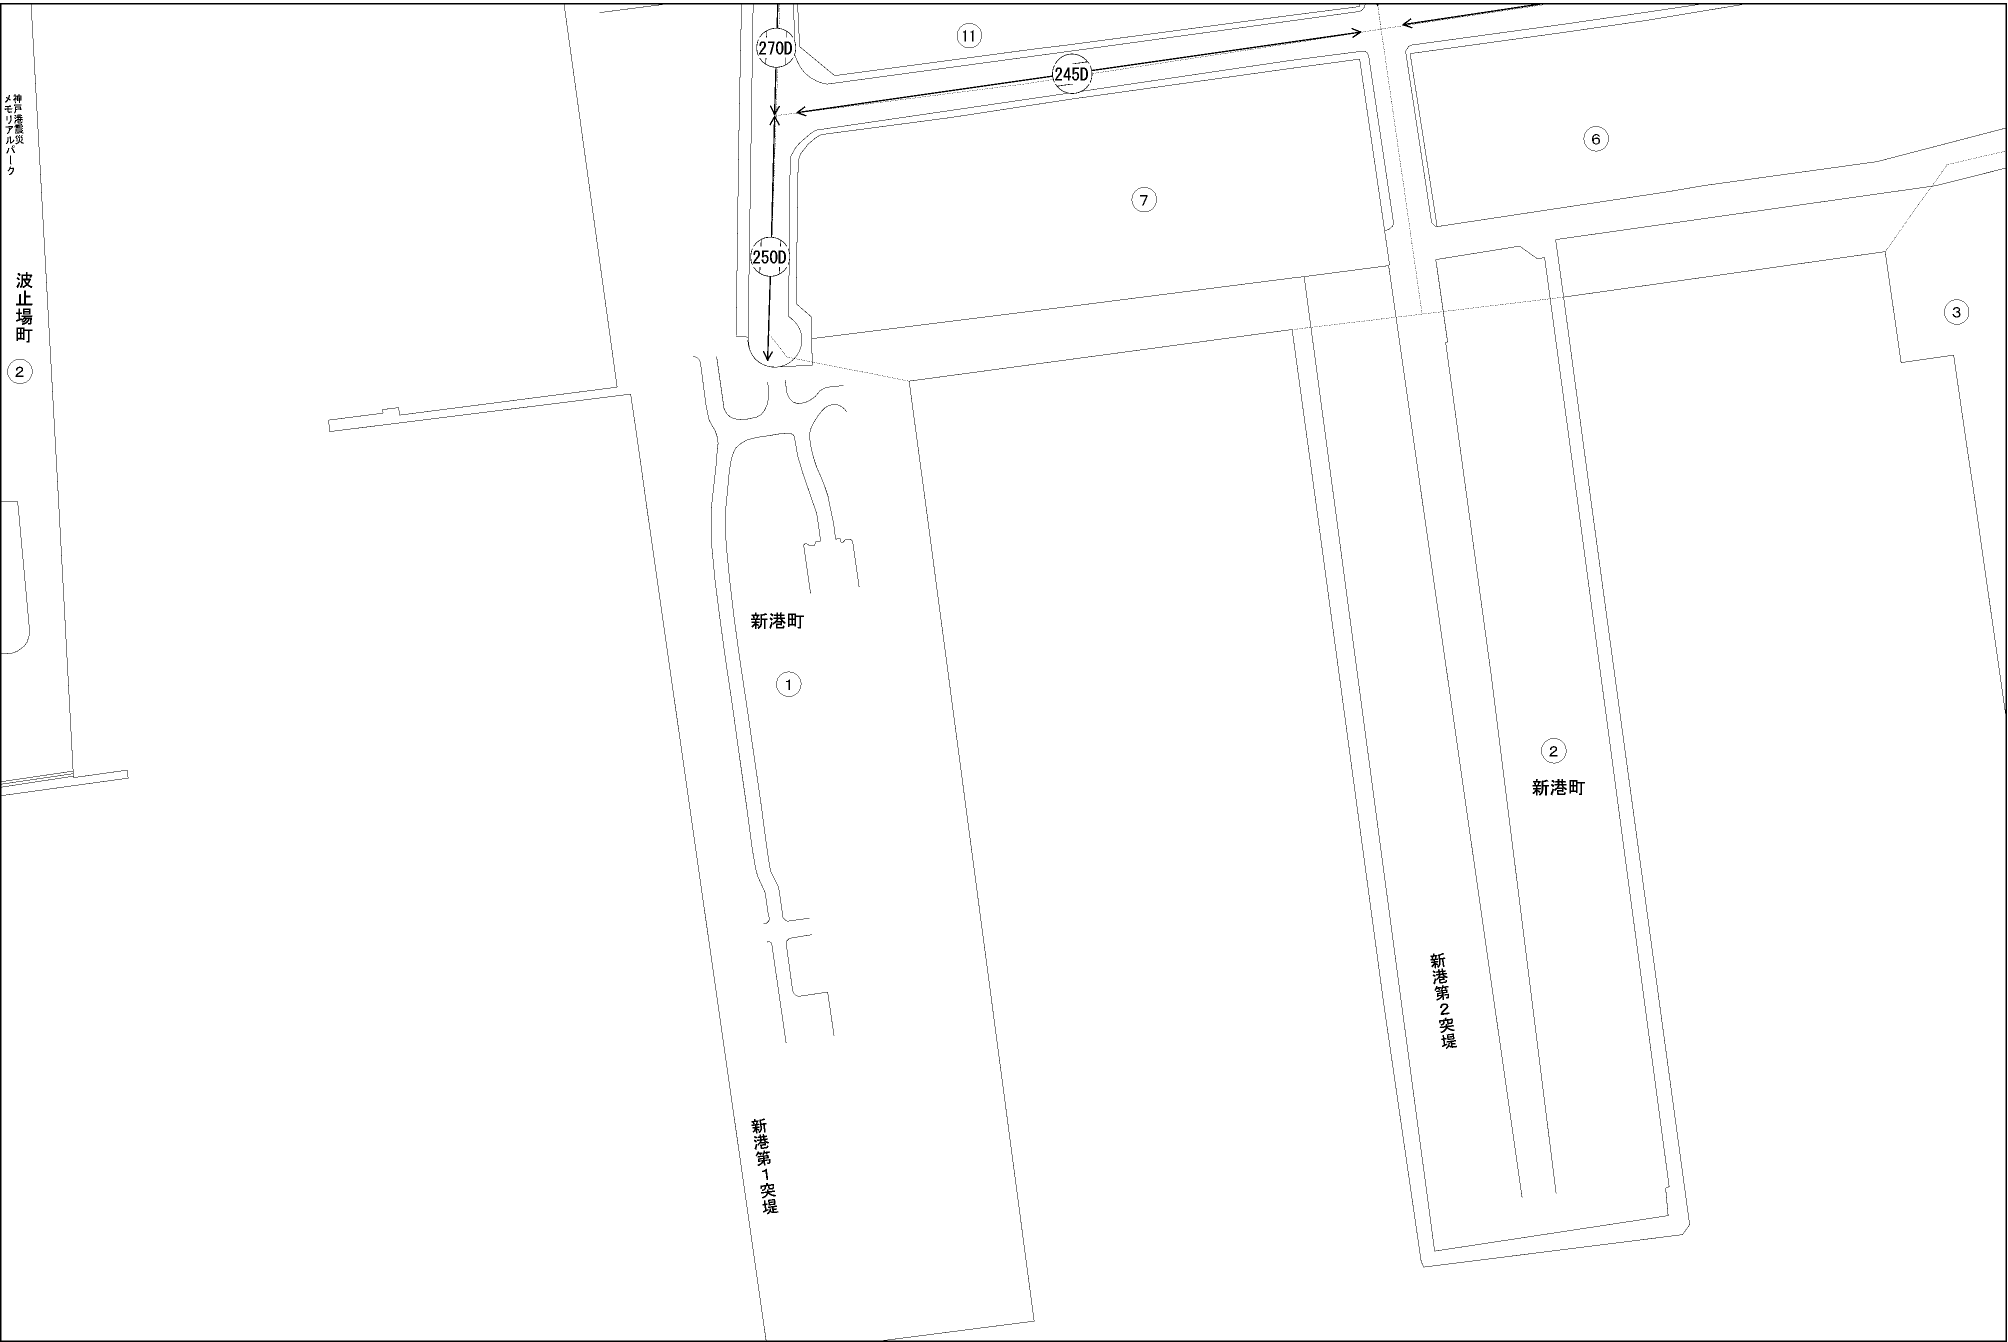 270D
⑪
245D
神戸港震災
メモリアルパーク
⑥
⑦
250D
波止場町
②
③
新港町
①
②
新港町
新港第2突堤
新港第1突堤